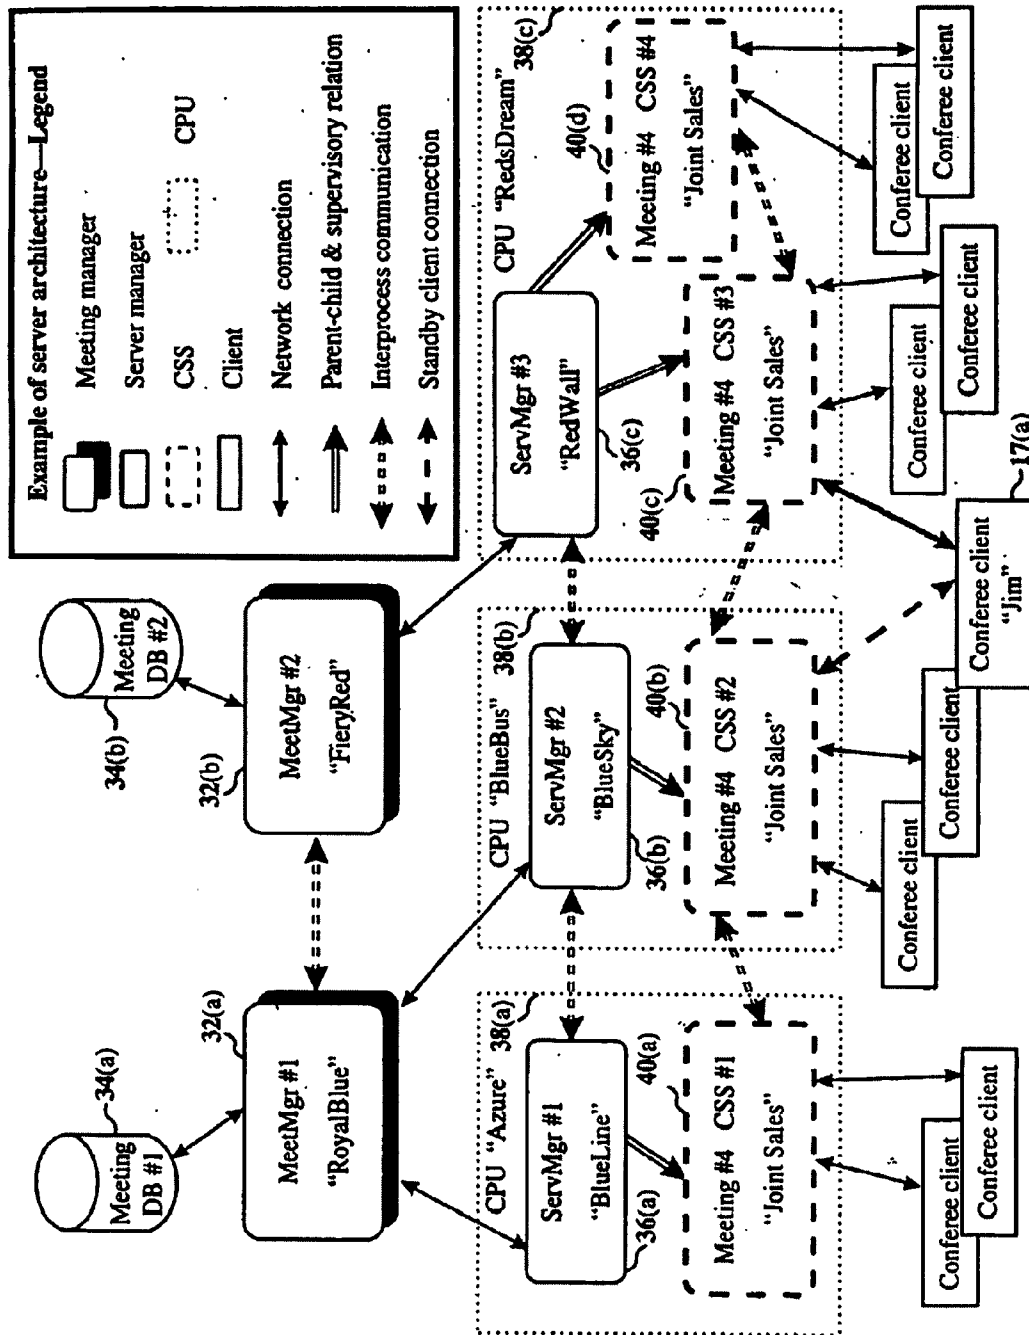 Example of server architecture—Legend
Meeting manager
Server manager
CSS
CPU
Client
Network connection
Parent-child & supervisory relation
Interprocess communication
Standby client connection
34(a)
Meeting
DB #1
32(a)
MeetMgr #1
“RoyalBlue”
34(b)
Meeting
DB #2
32(b)
MeetMgr #2
“FieryRed”
CPU “Azure”
38(a)
ServMgr #1
“BlueLine”
36(a)
40(a)
Meeting #4 CSS #1
“Joint Sales”
Conferee client
Conferee client
CPU “BlueBus”
38(b)
ServMgr #2
“BlueSky”
36(b)
40(b)
Meeting #4 CSS #2
“Joint Sales”
Conferee client
Conferee client
CPU “RedsDream”
38(c)
ServMgr #3
“RedWall”
36(c)
40(c)
Meeting #4 CSS #3
“Joint Sales”
40(d)
Meeting #4 CSS #4
“Joint Sales”
Conferee client
“Jim”
17(a)
Conferee client
Conferee client
Conferee client
Conferee client